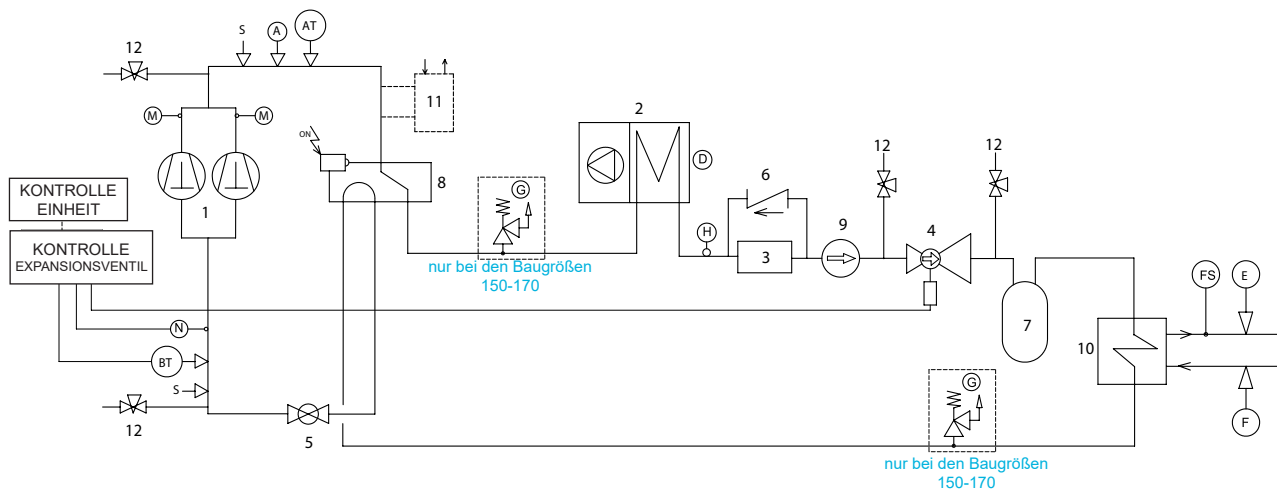 12
S
A
AT
M
M
11
ON
8
2
D
G
nur bei den Baugrößen
150-170
H
6
3
9
12
4
12
KONTROLLE
EINHEIT
KONTROLLE
EXPANSIONSVENTIL
1
7
FS
E
10
N
BT
S
12
5
G
nur bei den Baugrößen
150-170
F